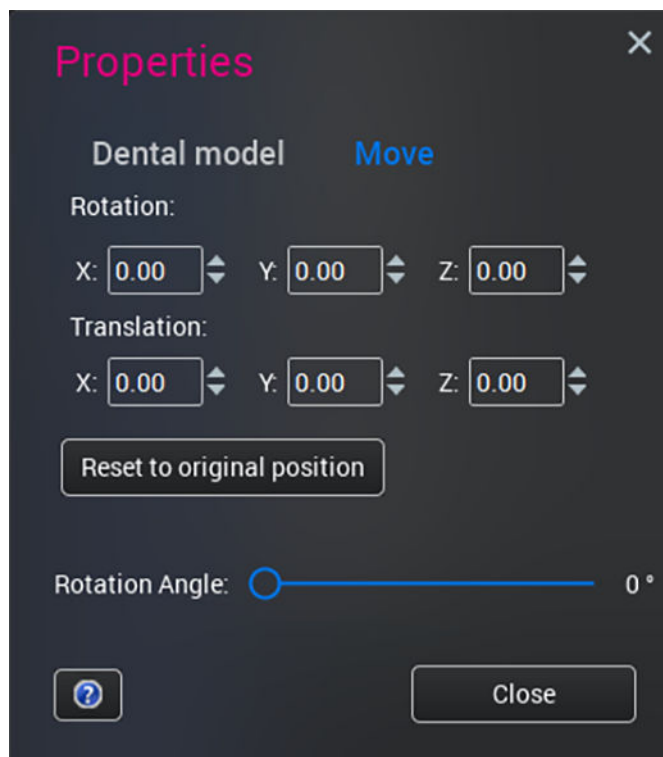 Properties
Dental model Move
Rotation:
X: 0.00 Y: 0.00 Z: 0.00
Translation:
X: 0.00 Y: 0.00 Z: 0.00
Reset to original position
Rotation Angle: 0 °
?
Close